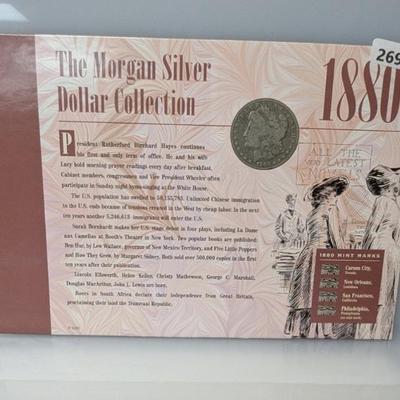 The Morgan Silver
Dollar Collection
1880
269
President Rutherford Birchard Hayes continues
his first and only term of office. He and his wife
Lucy hold morning prayer readings every day after breakfast.
Cabinet members, congressmen and Vice President Wheeler often
participate in Sunday night hymn-singing at the White House.
The U.S. population has swelled to 50,155,783. Unlimited Chinese immigration
to the U.S. ends because of tensions created in the West by cheap labor. In the next
ten years another 5,246,613 immigrants will enter the U.S.
Sarah Bernhardt makes her U.S. stage debut in four plays, including La Dame
aux Camelias at Booth's Theater in New York. Two popular books are published:
Ben Hur, by Lew Wallace, governor of New Mexico Territory, and Five Little Peppers
and How They Grew, by Margaret Sidney. Both sold over 500,000 copies in the first
ten years after their publication.
Lincoln Ellsworth, Helen Keller, Christy Mathewson, George C. Marshall,
Douglas MacArthur, John L. Lewis are born.
Boers in South Africa declare their independence from Great Britain,
proclaiming their land the Transvaal Republic.
ALL THE
LATEST
1880 MINT MARKS
Carson City,
Nevada
New Orleans,
Louisiana
San Francisco,
California
Philadelphia,
Pennsylvania
(no mint mark)